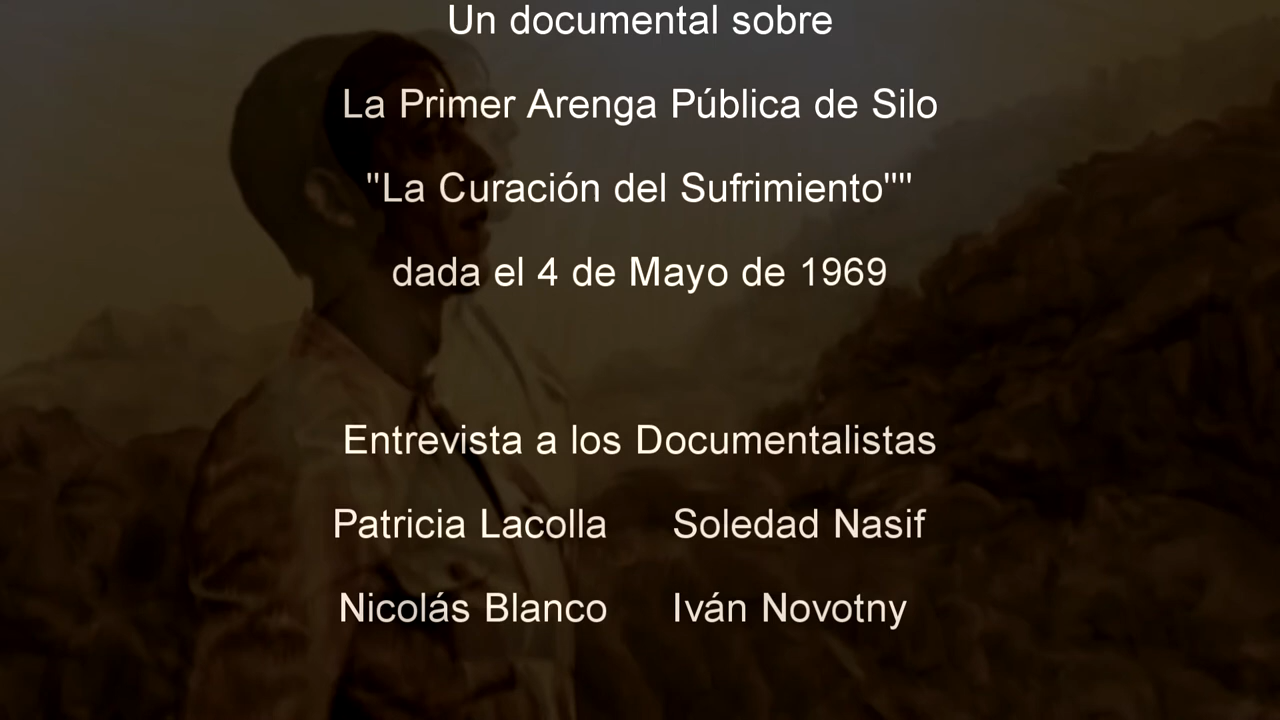 Un documental sobre
La Primer Arenga Pública de Silo
"La Curación del Sufrimiento""
dada el 4 de Mayo de 1969
Entrevista a los Documentalistas
Patricia Lacolla Soledad Nasif
Nicolás Blanco Iván Novotny